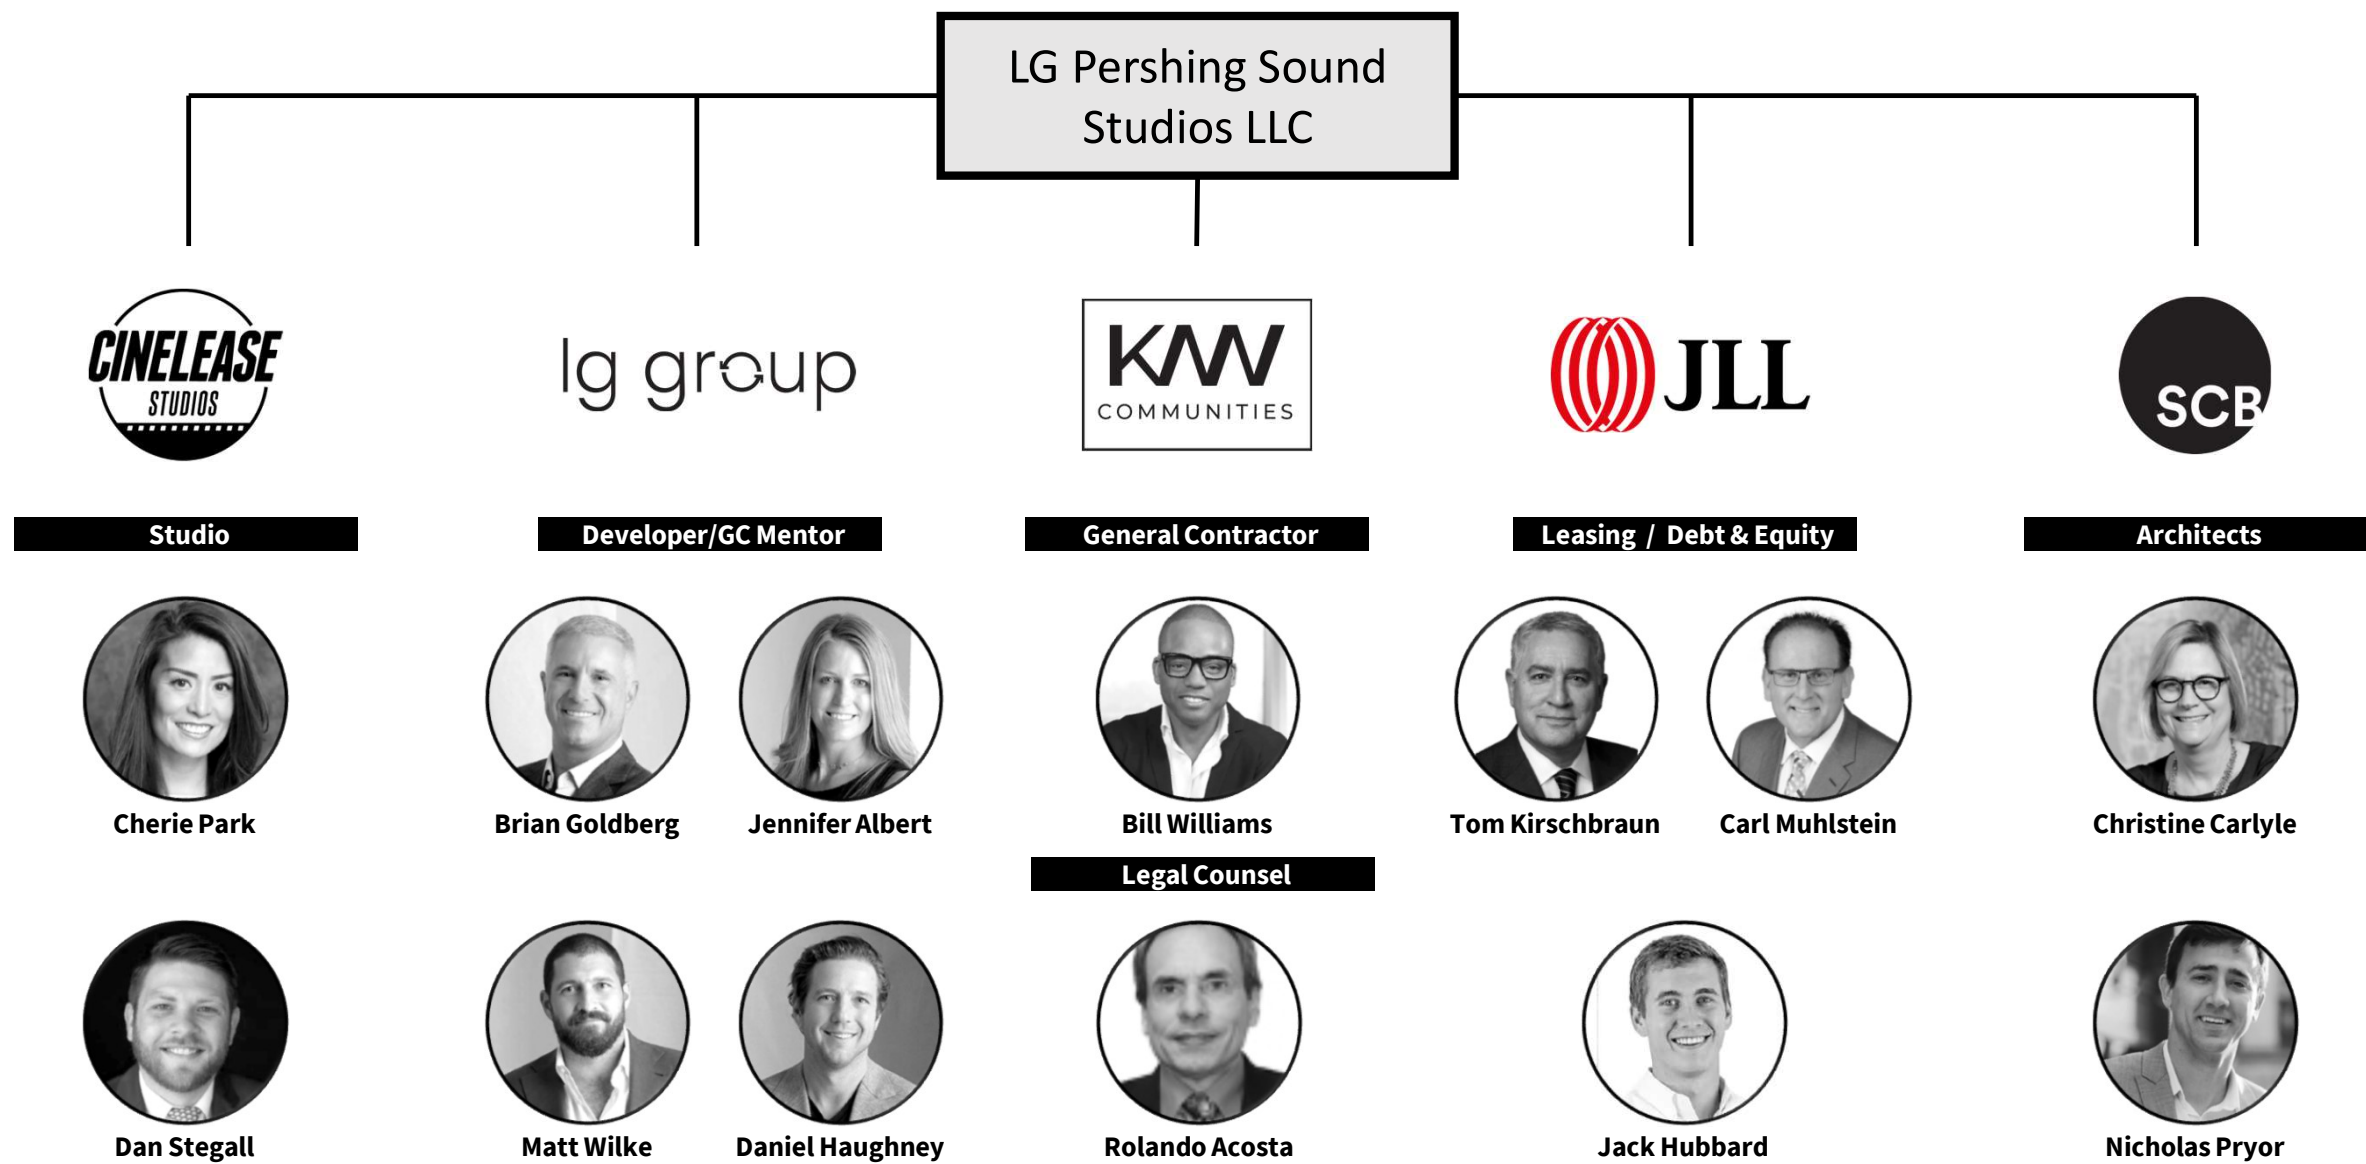 LG Pershing Sound
Studios LLC
CINELEASE
STUDIOS
lg group
KW
COMMUNITIES
JLL
SCB
Studio
Developer/GC Mentor
General Contractor
Leasing / Debt & Equity
Architects
Cherie Park
Brian Goldberg
Jennifer Albert
Bill Williams
Tom Kirschbraun
Carl Muhlstein
Christine Carlyle
Legal Counsel
Dan Stegall
Matt Wilke
Daniel Haughney
Rolando Acosta
Jack Hubbard
Nicholas Pryor